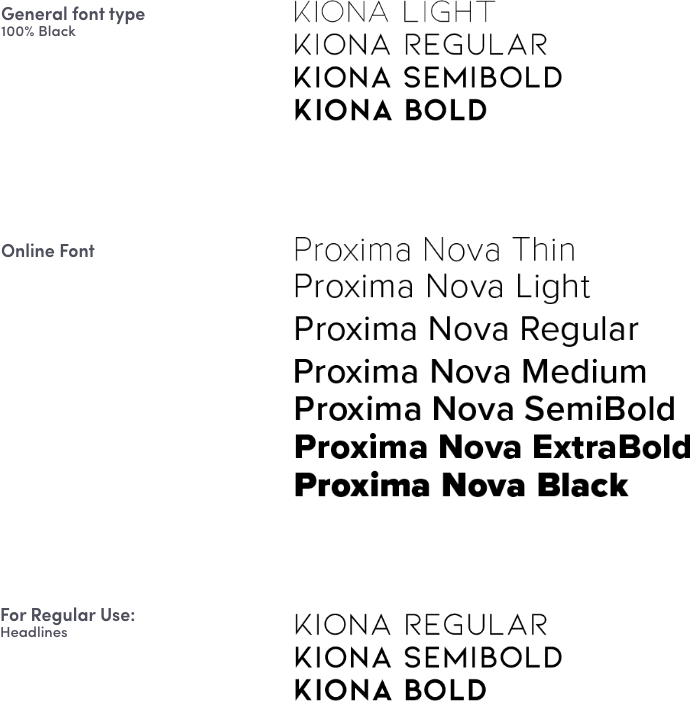 General font type
100% Black
KIONA LIGHT
KIONA REGULAR
KIONA SEMIBOLD
KIONA BOLD
Online Font
Proxima Nova Thin
Proxima Nova Light
Proxima Nova Regular
Proxima Nova Medium
Proxima Nova SemiBold
Proxima Nova ExtraBold
Proxima Nova Black
For Regular Use:
Headlines
KIONA REGULAR
KIONA SEMIBOLD
KIONA BOLD